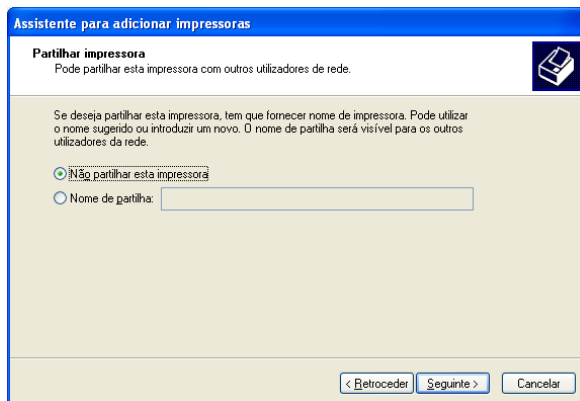 Assistente para adicionar impressoras
Partilhar impressora
Pode partilhar esta impressora com outros utilizadores de rede.
Se deseja partilhar esta impressora, tem que fornecer nome de impressora. Pode utilizar
o nome sugerido ou introduzir um novo. O nome de partilha será visível para os outros
utilizadores da rede.
Não partilhar esta impressora
Nome de partilha:
< Retroceder Seguinte > Cancelar